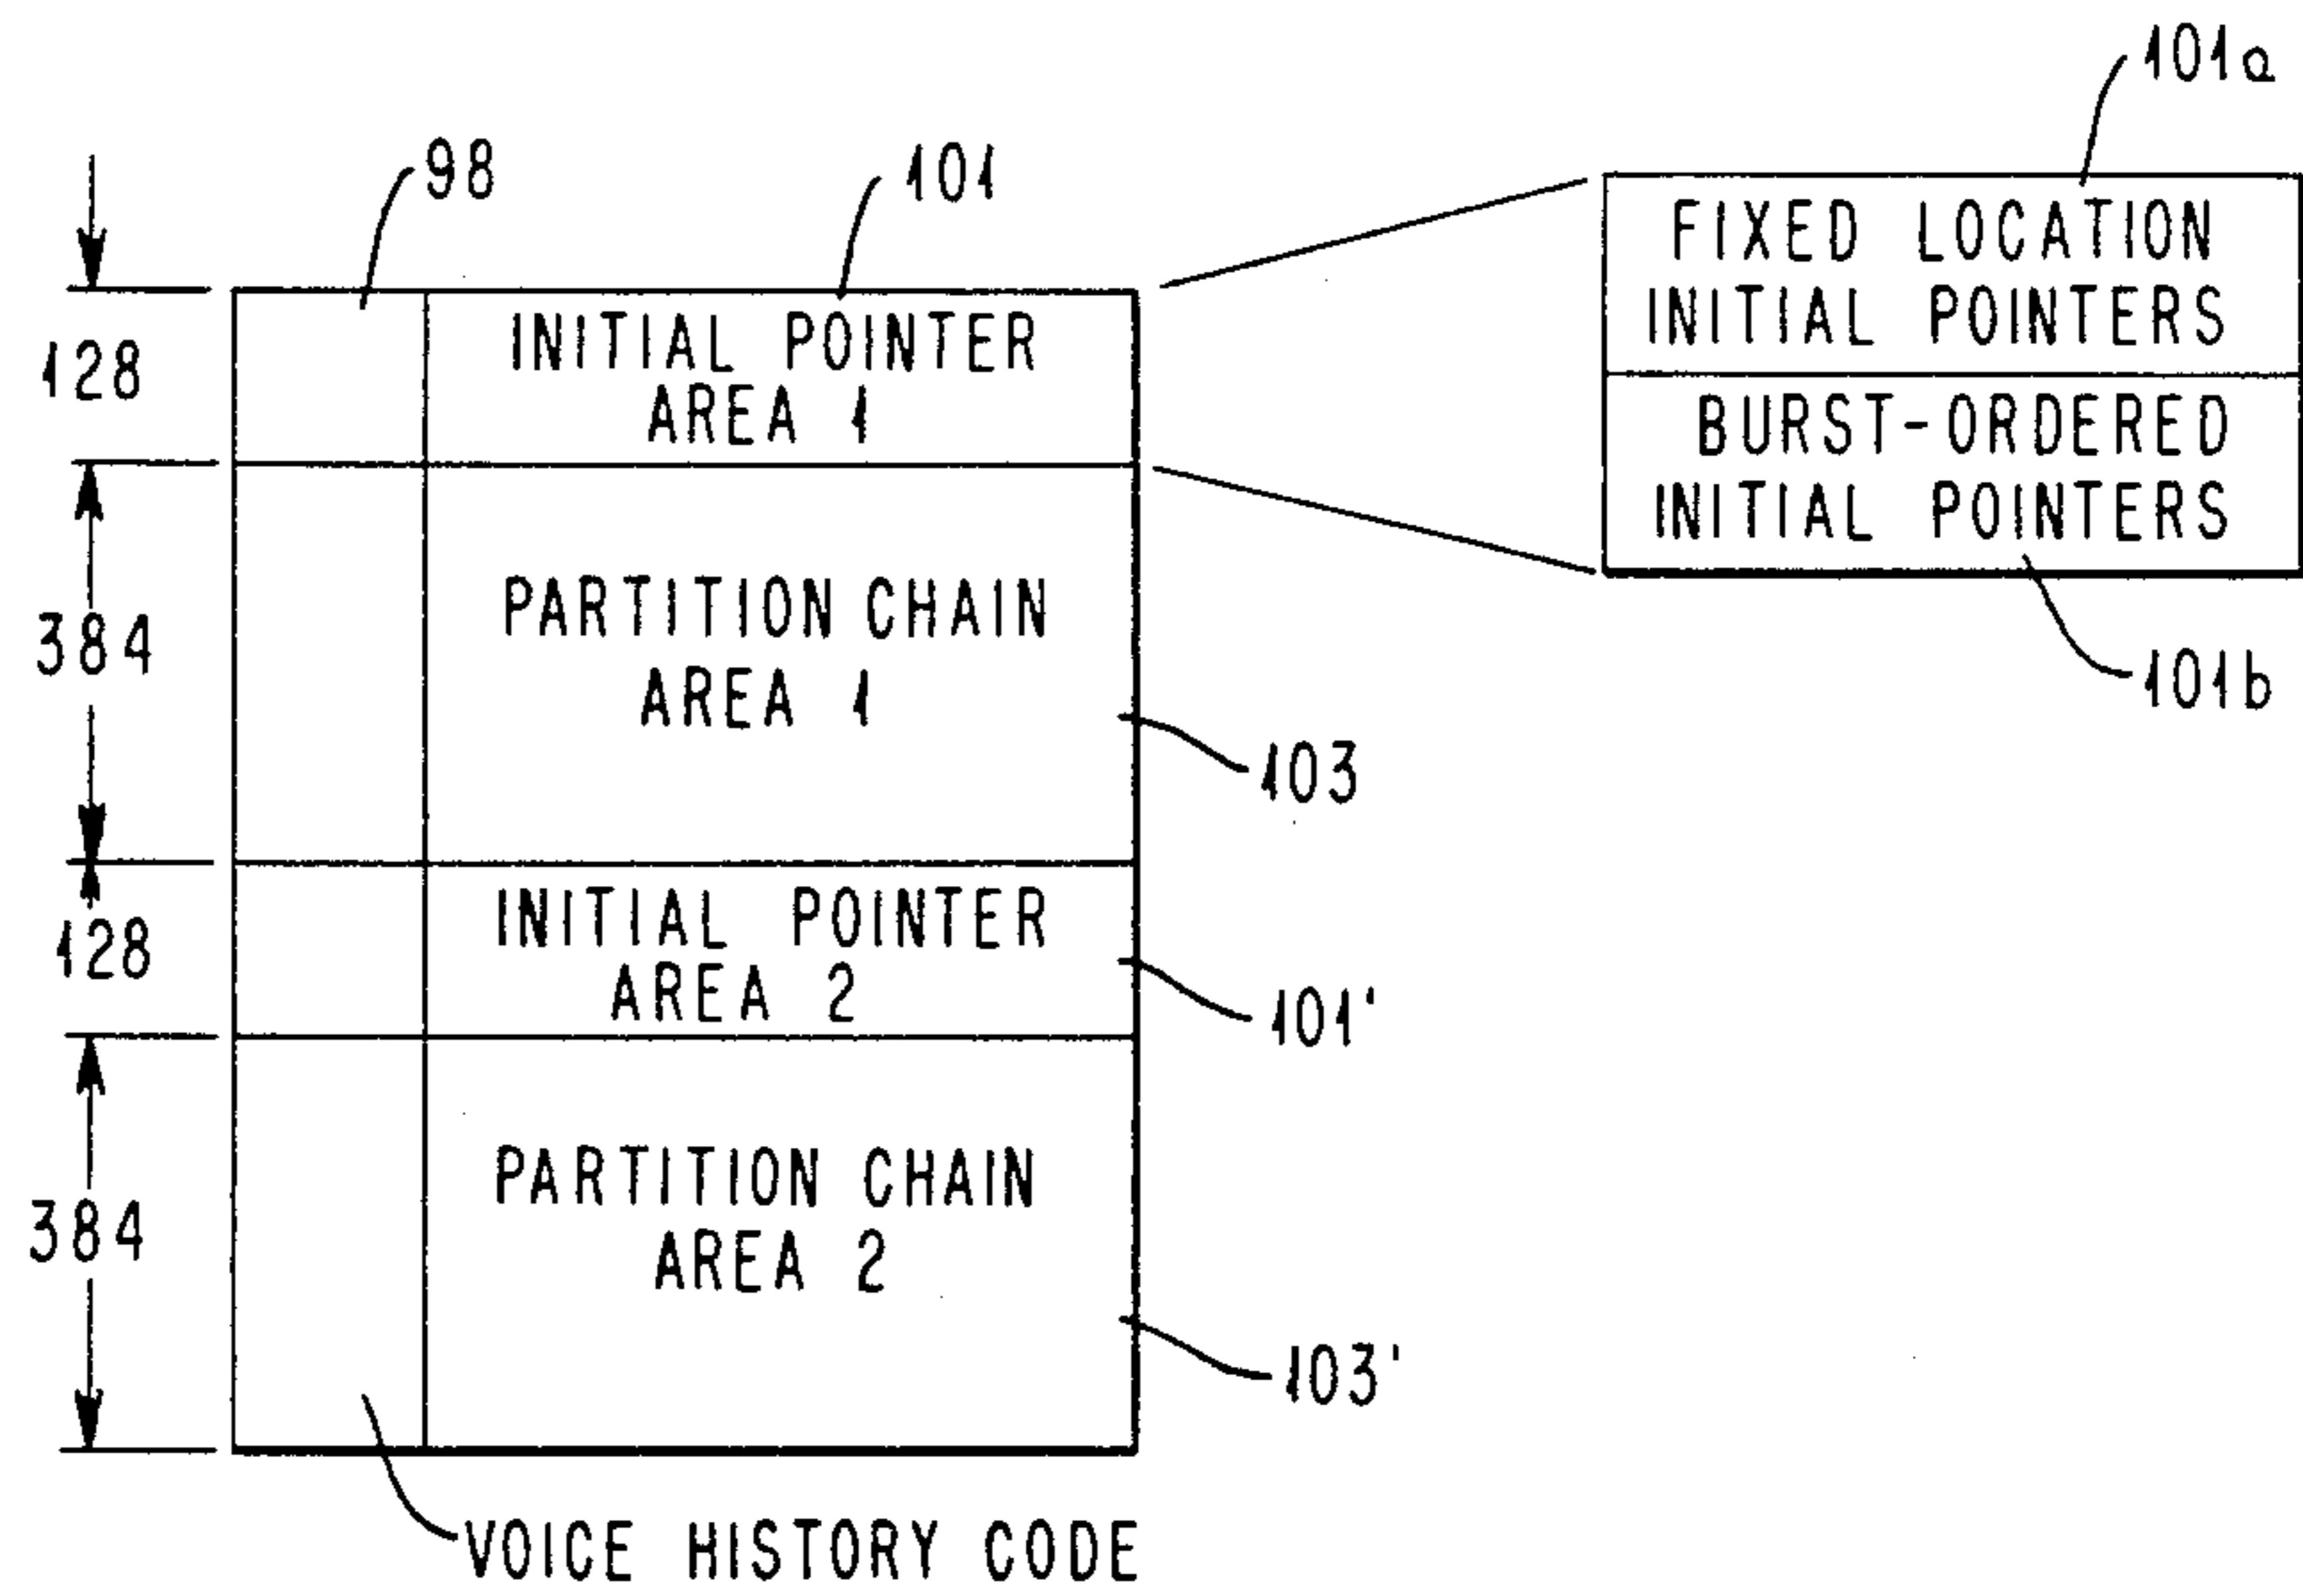 101a
98
101
FIXED LOCATION
INITIAL POINTERS
BURST-ORDERED
INITIAL POINTERS
101b
128
INITIAL POINTER
AREA 1
384
PARTITION CHAIN
AREA 1
103
128
INITIAL POINTER
AREA 2
101'
384
PARTITION CHAIN
AREA 2
103'
VOICE HISTORY CODE